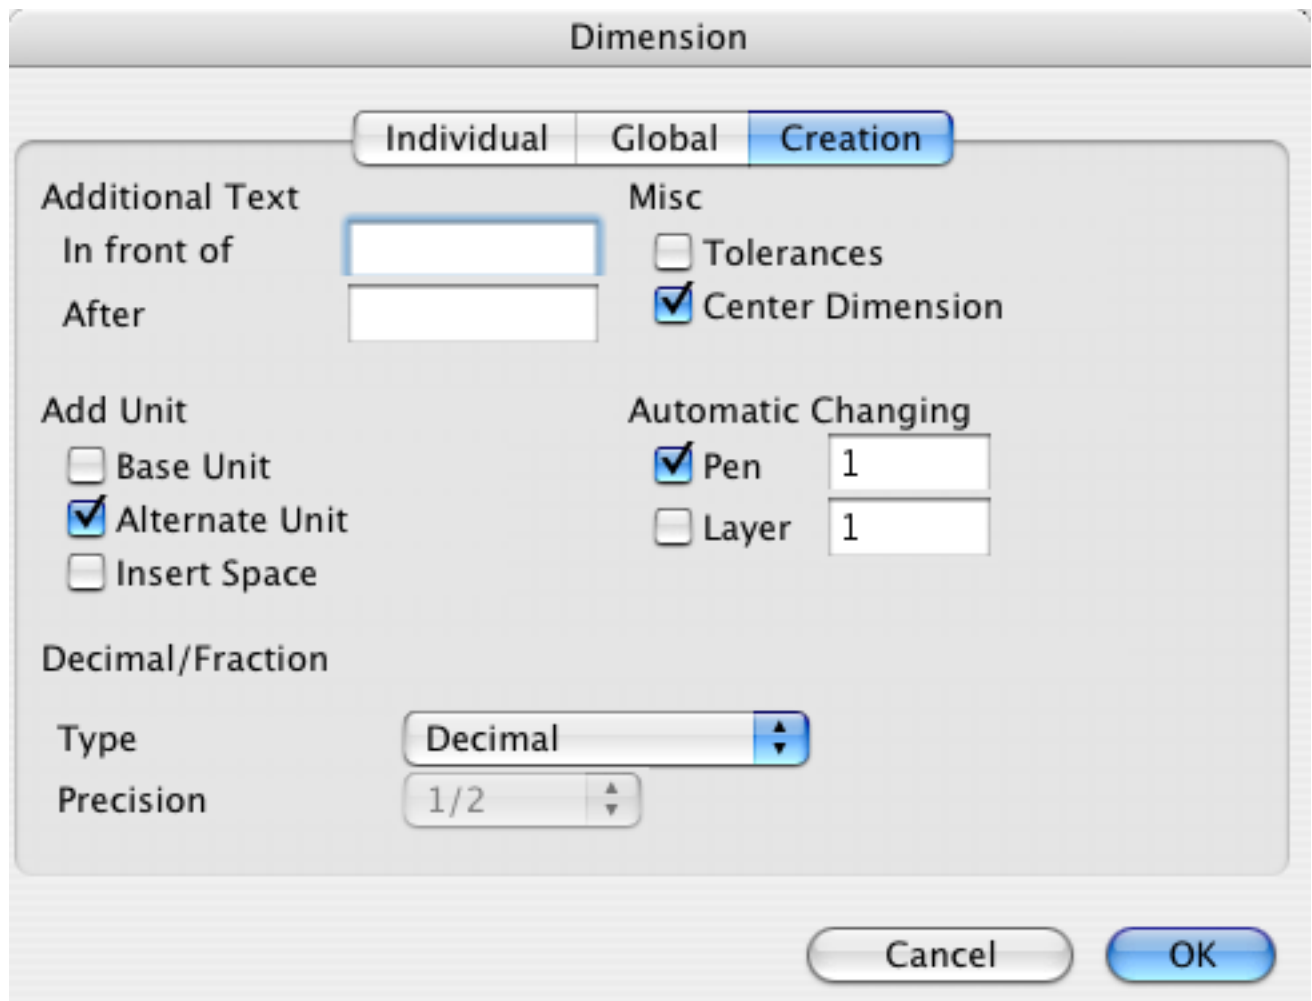 Dimension
Individual Global Creation
Additional Text
In front of
After
Misc
Tolerances
Center Dimension
Add Unit
Base Unit
Alternate Unit
Insert Space
Automatic Changing
Pen 1
Layer 1
Decimal/Fraction
Type Decimal
Precision 1/2
Cancel OK